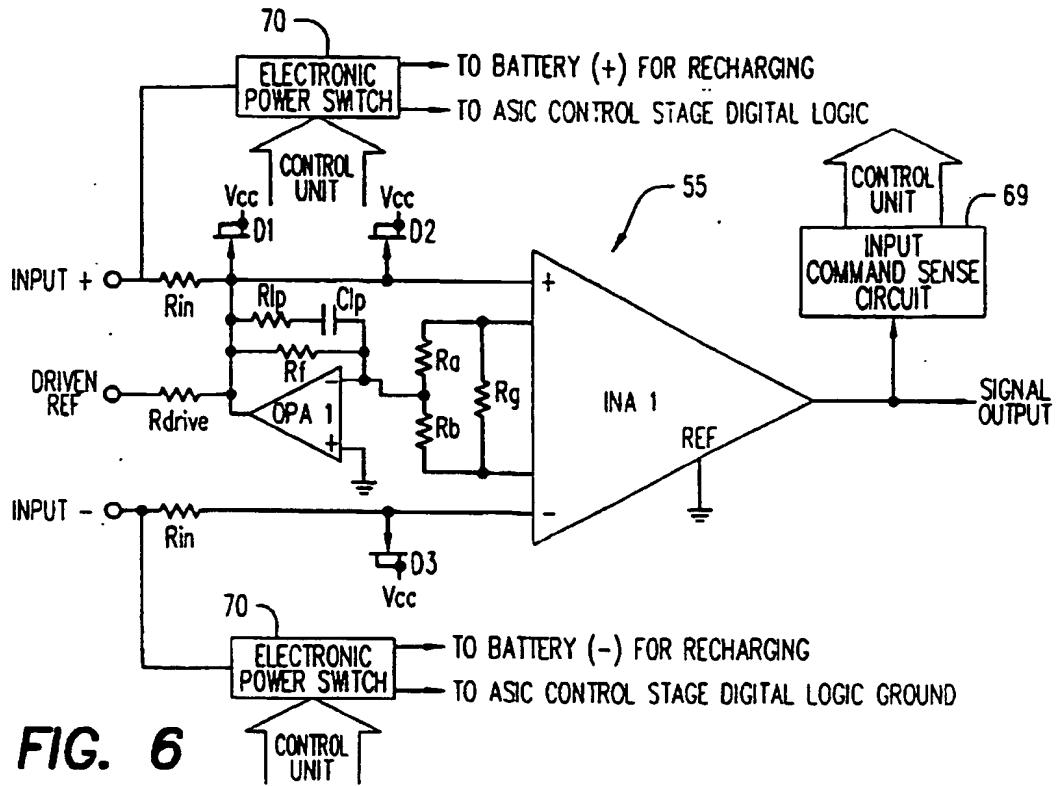 70
ELECTRONIC
POWER SWITCH
TO BATTERY (+) FOR RECHARGING
TO ASIC CONTROL STAGE DIGITAL LOGIC
CONTROL
UNIT
CONTROL
UNIT
Vcc
D1
Vcc
D2
55
69
INPUT
COMMAND SENSE
CIRCUIT
INPUT +
Rin
+
Rlp
Clp
Rf
Ra
Rg
DRIVEN
REF
Rdrive
-
OPA 1
+
Rb
INA 1
REF
SIGNAL
OUTPUT
INPUT -
Rin
-
D3
Vcc
70
ELECTRONIC
POWER SWITCH
TO BATTERY (-) FOR RECHARGING
TO ASIC CONTROL STAGE DIGITAL LOGIC GROUND
CONTROL
UNIT
FIG. 6